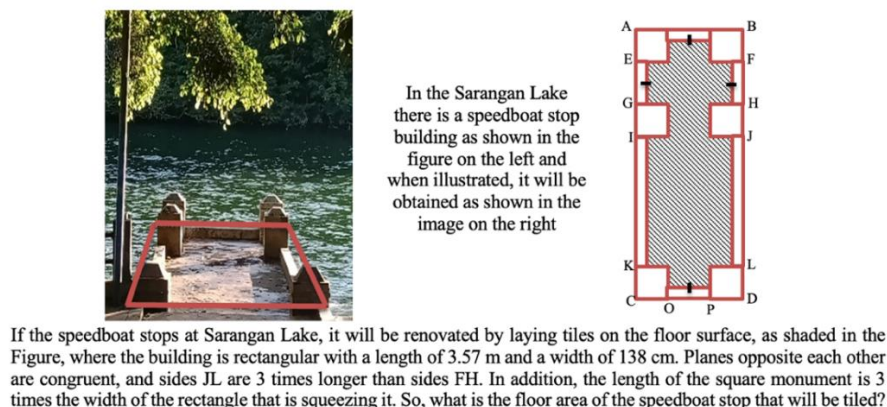 In the Sarangan Lake
there is a speedboat stop
building as shown in the
figure on the left and
when illustrated, it will be
obtained as shown in the
image on the right
A B
E F
G H
I J
K L
C D
O P
If the speedboat stops at Sarangan Lake, it will be renovated by laying tiles on the floor surface, as shaded in the
Figure, where the building is rectangular with a length of 3.57 m and a width of 138 cm. Planes opposite each other
are congruent, and sides JL are 3 times longer than sides FH. In addition, the length of the square monument is 3
times the width of the rectangle that is squeezing it. So, what is the floor area of the speedboat stop that will be tiled?